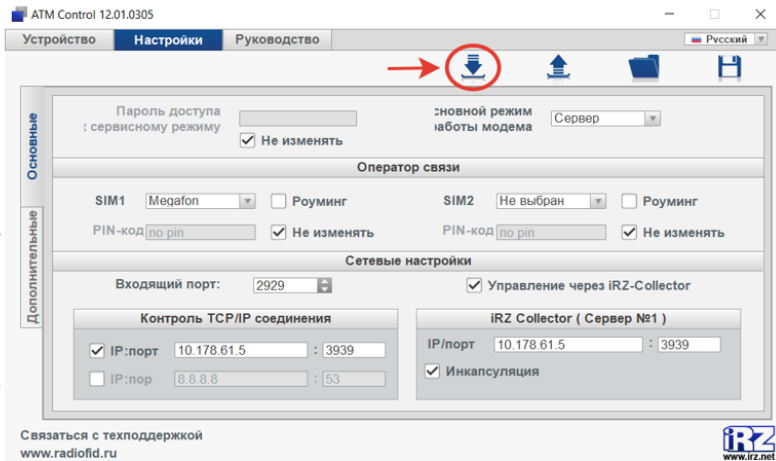 ATM Control 12.01.0305
Устройство Настройки Руководство Русский
Основные
Дополнительные
Пароль доступа
: сервисному режиму
Не изменять
сновной режим
работы модема
Сервер
Оператор связи
SIM1 Megafon Роуминг
PIN-код no pin Не изменять
SIM2 Не выбран Роуминг
PIN-код no pin Не изменять
Сетевые настройки
Входящий порт: 2929
Управление через iRZ-Collector
Контроль TCP/IP соединения
IP:порт 10.178.61.5 : 3939
IP:пор 8.8.8.8 : 53
iRZ Collector ( Сервер №1 )
IP/порт 10.178.61.5 : 3939
Инкапсуляция
Связаться с техподдержкой
www.radiofid.ru
iRZ
www.irz.net